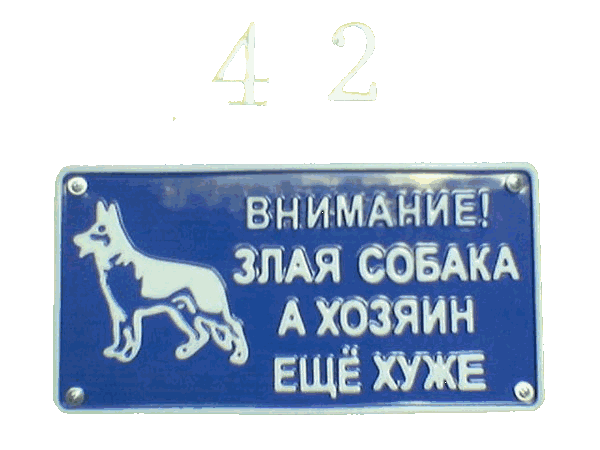 4 2
ВНИМАНИЕ!
ЗЛАЯ СОБАКА
А ХОЗЯИН
ЕЩЁ ХУЖЕ